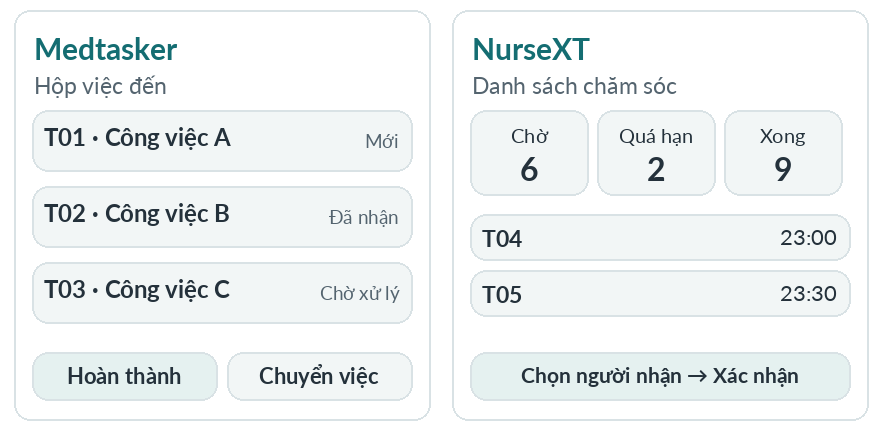 Medtasker
Hộp việc đến
T01 · Công việc A
Mới
T02 · Công việc B
Đã nhận
T03 · Công việc C
Chờ xử lý
Hoàn thành
Chuyển việc
NurseXT
Danh sách chăm sóc
Chờ
6
Quá hạn
2
Xong
9
T04
23:00
T05
23:30
Chọn người nhận → Xác nhận